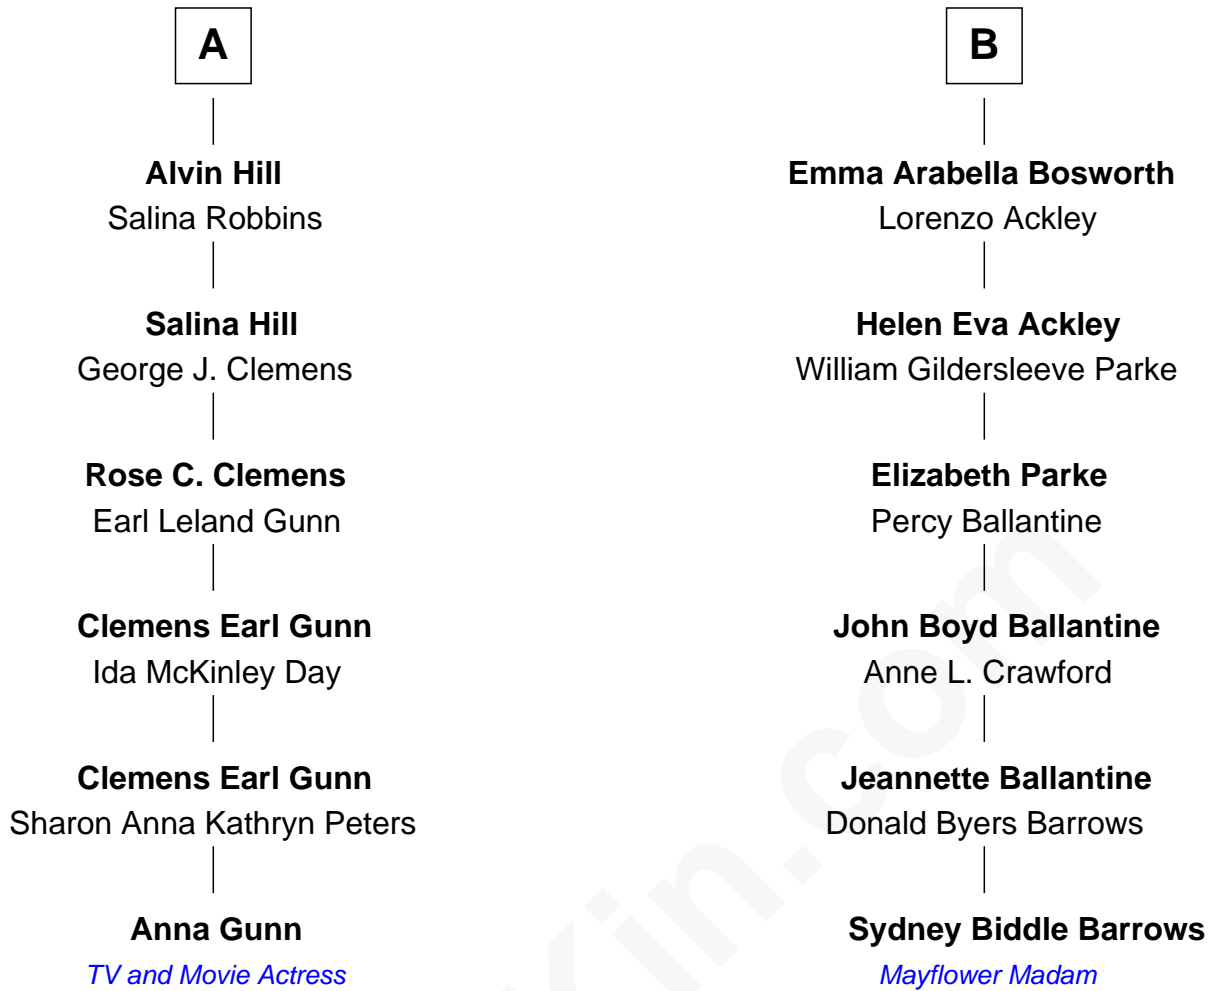 A
B
Alvin Hill
Salina Robbins
Emma Arabella Bosworth
Lorenzo Ackley
Salina Hill
George J. Clemens
Helen Eva Ackley
William Gildersleeve Parke
Rose C. Clemens
Earl Leland Gunn
Elizabeth Parke
Percy Ballantine
Clemens Earl Gunn
Ida McKinley Day
John Boyd Ballantine
Anne L. Crawford
Clemens Earl Gunn
Sharon Anna Kathryn Peters
Jeannette Ballantine
Donald Byers Barrows
Anna Gunn
TV and Movie Actress
Sydney Biddle Barrows
Mayflower Madam
Kin.com